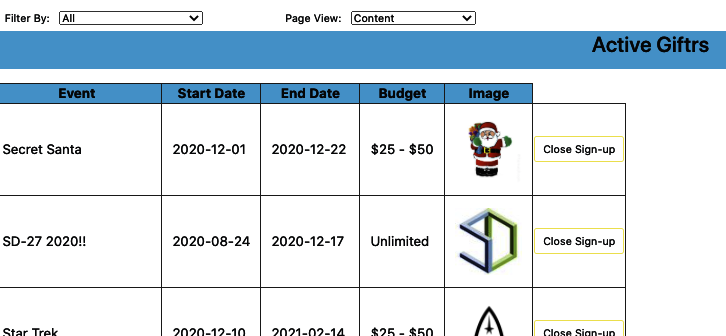 Filter By: All Page View: Content
Active Giftrs
Event Start Date End Date Budget Image
Secret Santa 2020-12-01 2020-12-22 $25 - $50 Close Sign-up
SD-27 2020!! 2020-08-24 2020-12-17 Unlimited Close Sign-up
Star Trek 2020-12-10 2021-02-14 $25 - $50 Close Sign-up